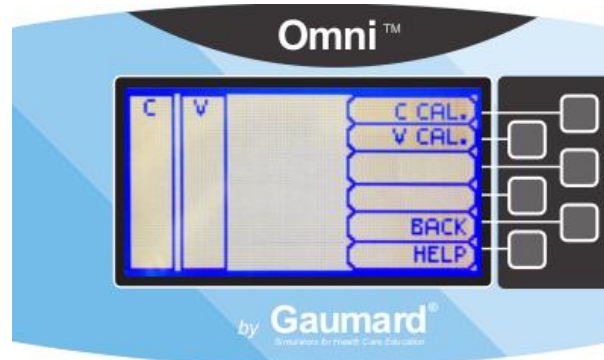 Omni™
C V
C CAL.
V CAL.
BACK
HELP
by Gaumard®
Simulators for Health Care Education